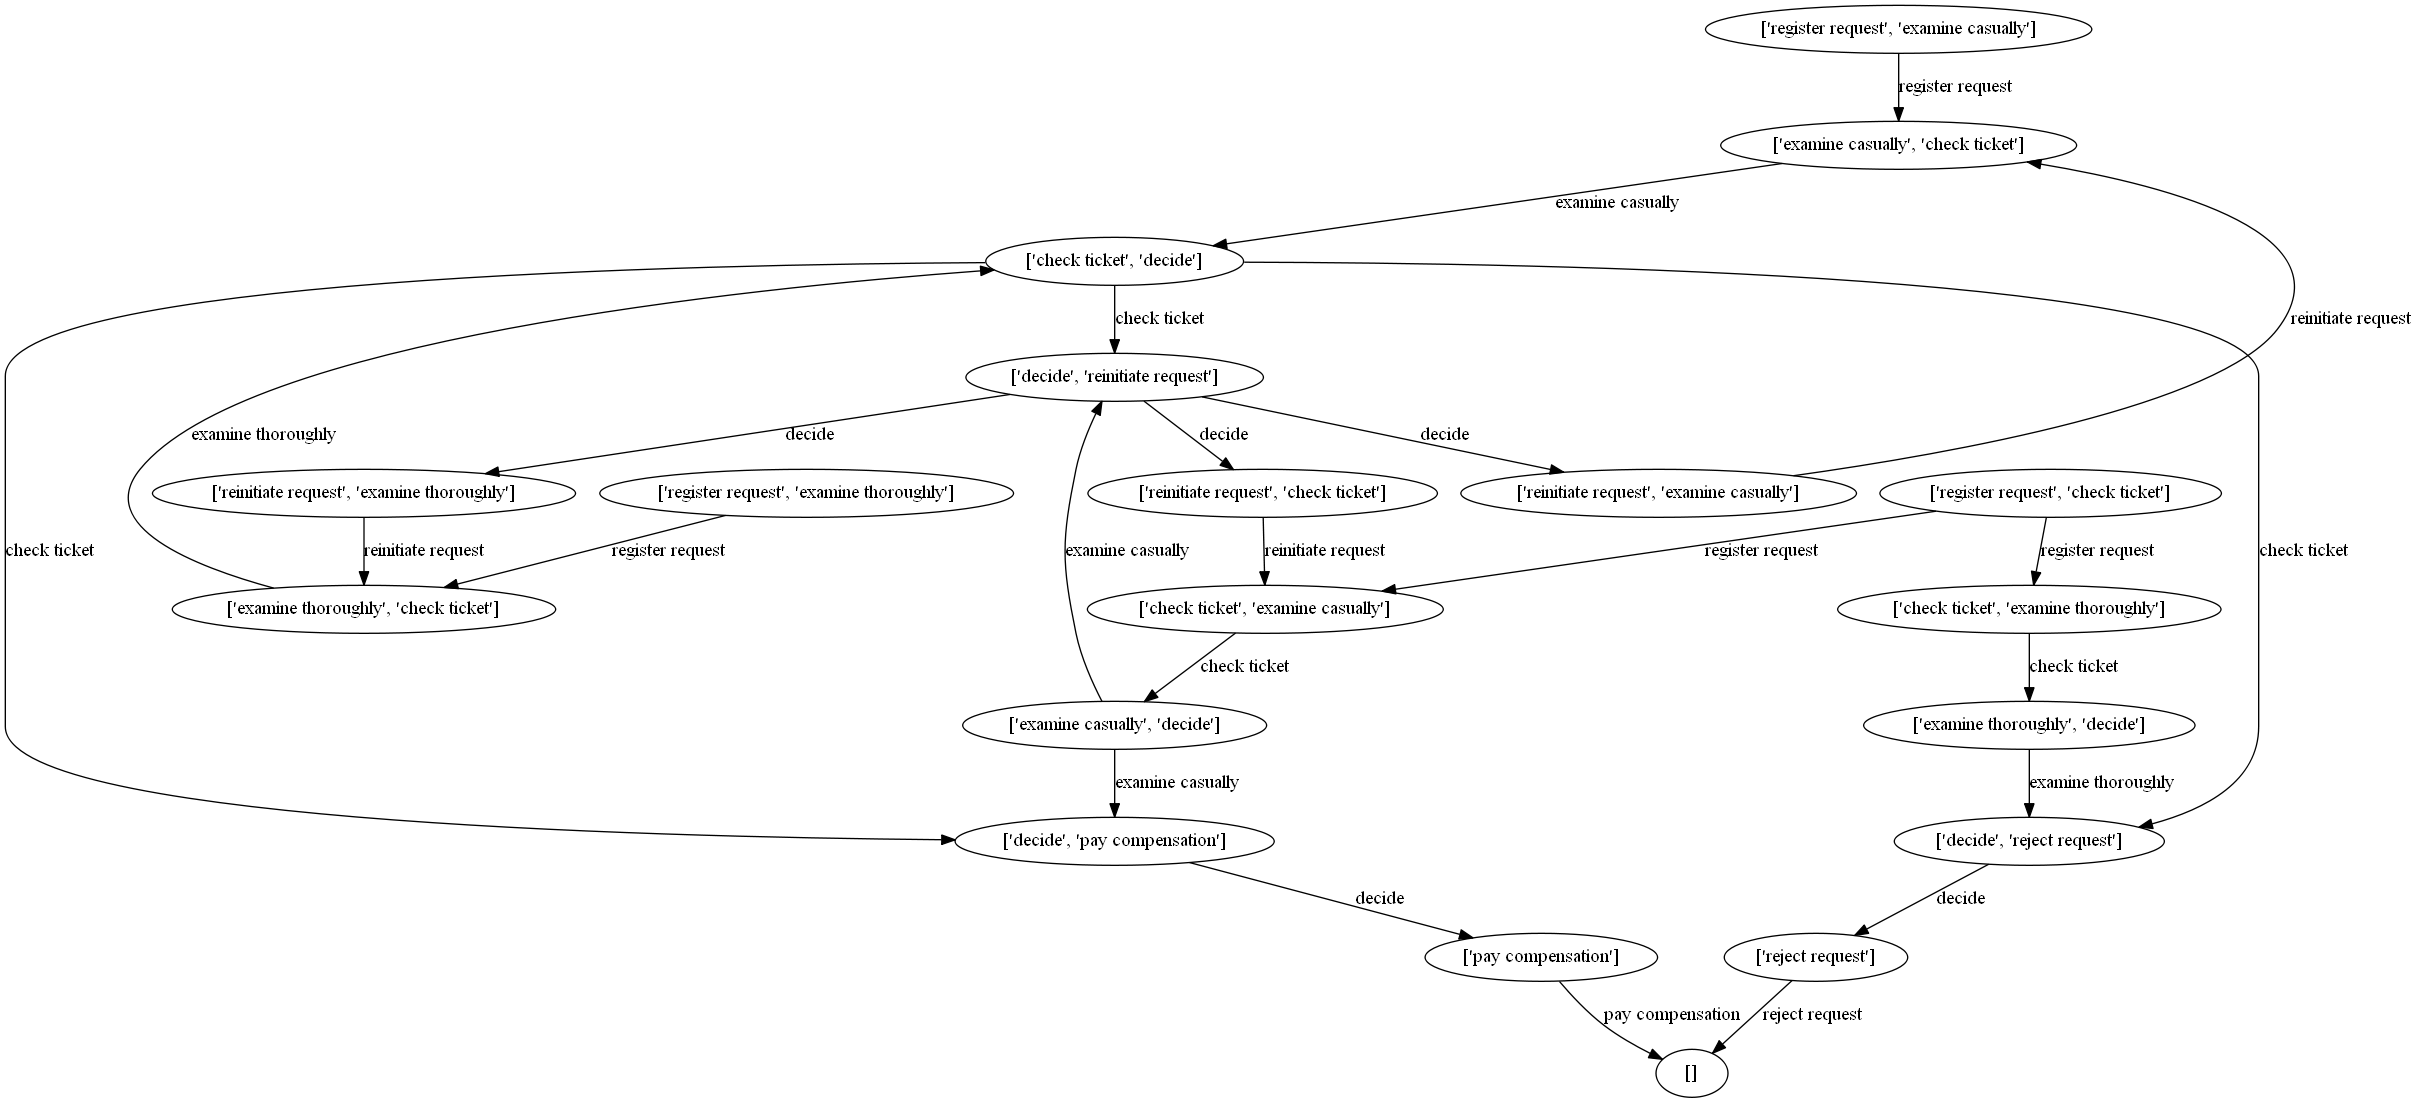 ['register request', 'examine casually']
register request
['examine casually', 'check ticket']
examine casually
['check ticket', 'decide']
check ticket
reinitiate request
['decide', 'reinitiate request']
examine thoroughly
decide
decide
decide
['reinitiate request', 'examine thoroughly']
['register request', 'examine thoroughly']
['reinitiate request', 'check ticket']
['reinitiate request', 'examine casually']
['register request', 'check ticket']
check ticket
reinitiate request
register request
examine casually
reinitiate request
register request
register request
check ticket
['examine thoroughly', 'check ticket']
['check ticket', 'examine casually']
['check ticket', 'examine thoroughly']
check ticket
check ticket
['examine casually', 'decide']
['examine thoroughly', 'decide']
examine casually
examine thoroughly
['decide', 'pay compensation']
['decide', 'reject request']
decide
decide
['pay compensation']
['reject request']
pay compensation
reject request
[]